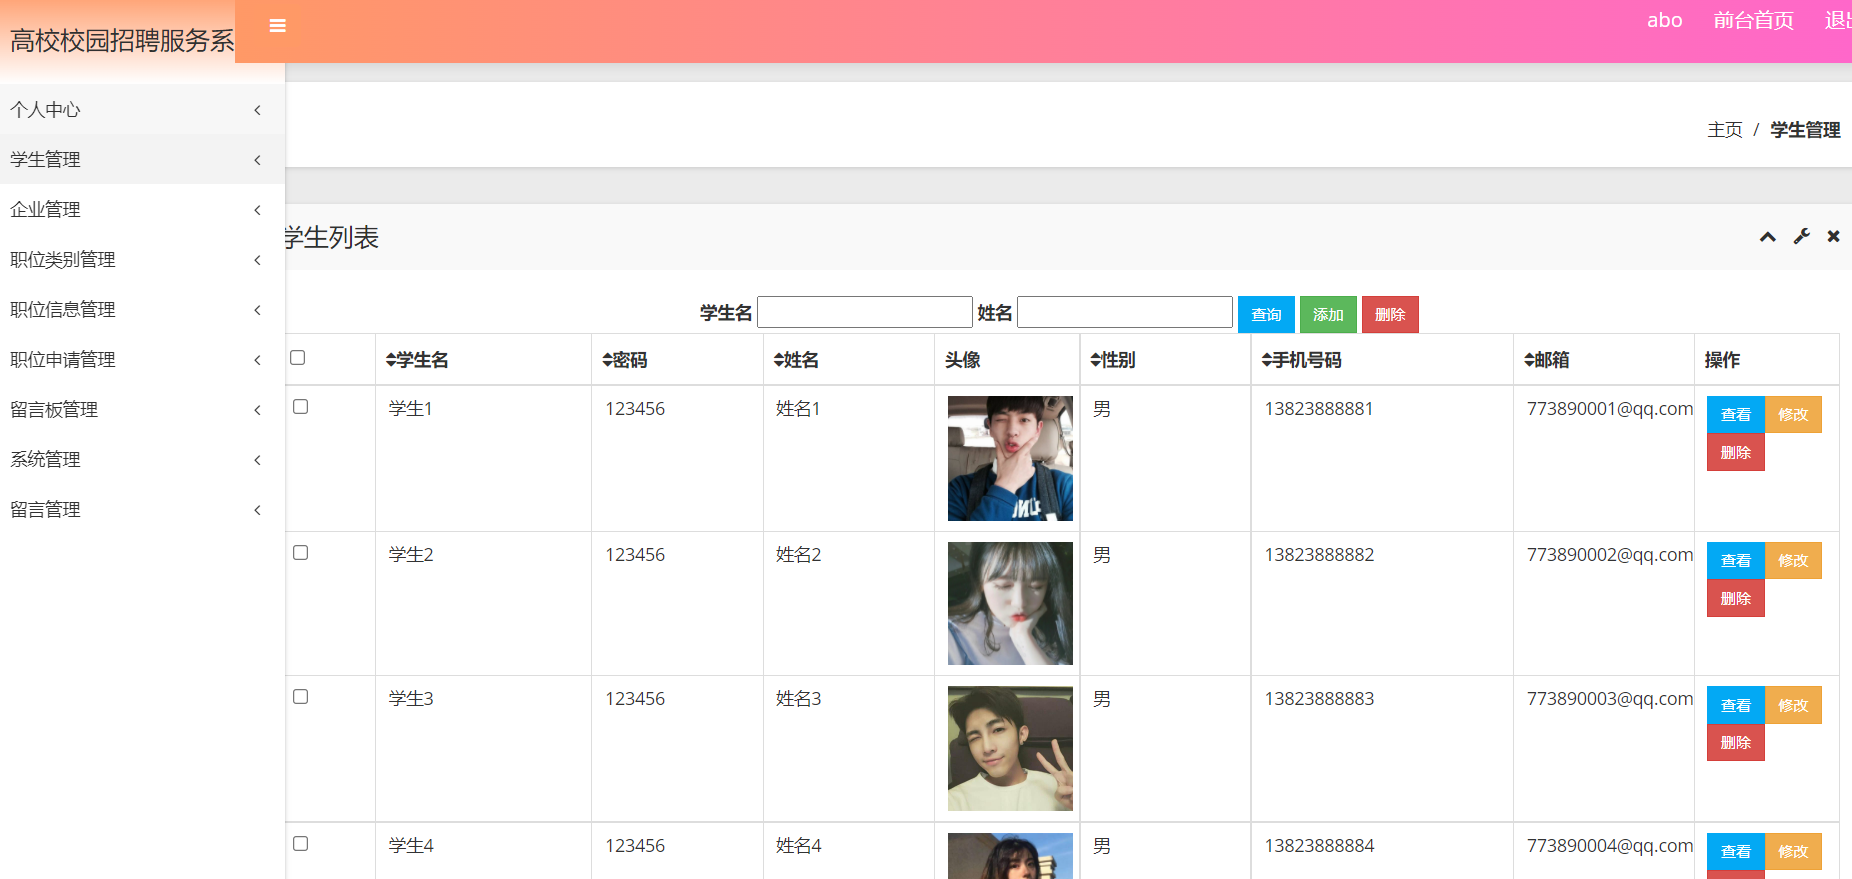 高校校园招聘服务系
abo 前台首页 退出
个人中心
学生管理
企业管理
职位类别管理
职位信息管理
职位申请管理
留言板管理
系统管理
留言管理
主页 / 学生管理
学生列表
学生名 姓名 查询 添加 删除
学生名 密码 姓名 头像 性别 手机号码 邮箱 操作
学生1 123456 姓名1 男 13823888881 773890001@qq.com 查看 修改
删除
学生2 123456 姓名2 男 13823888882 773890002@qq.com 查看 修改
删除
学生3 123456 姓名3 男 13823888883 773890003@qq.com 查看 修改
删除
学生4 123456 姓名4 男 13823888884 773890004@qq.com 查看 修改